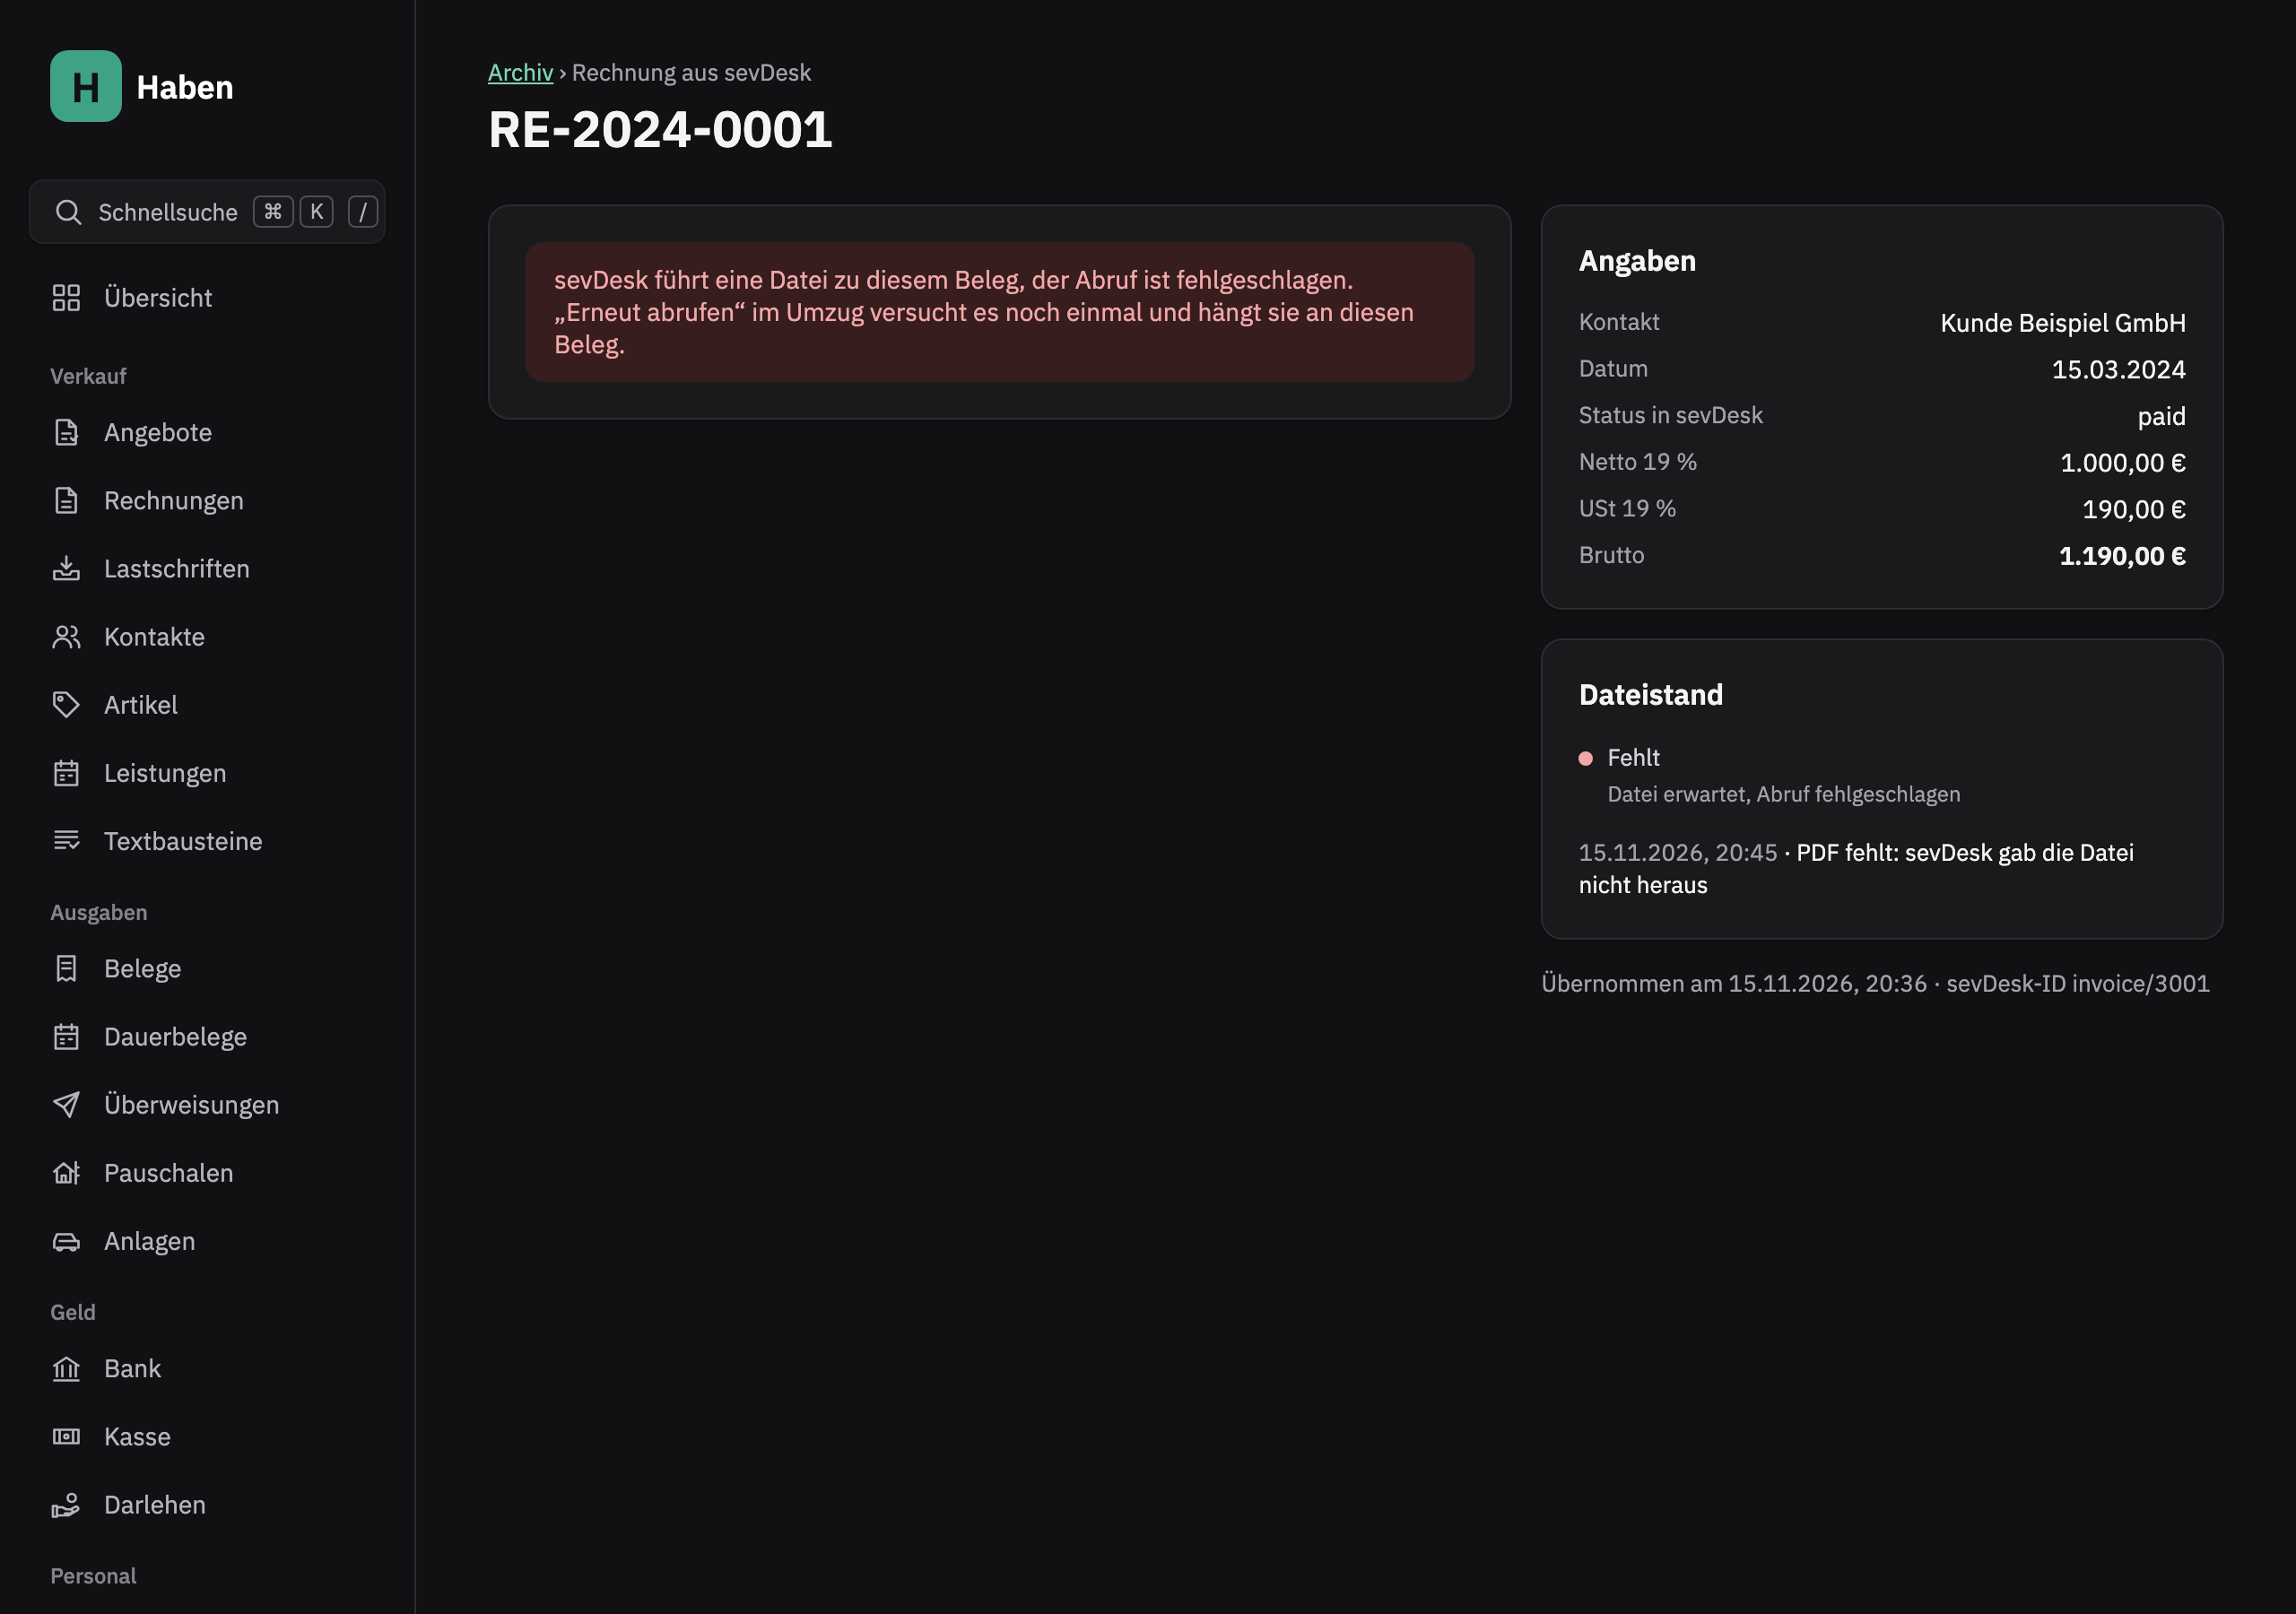 H Haben
Schnellsuche ⌘ K /
Übersicht
Verkauf
Angebote
Rechnungen
Lastschriften
Kontakte
Artikel
Leistungen
Textbausteine
Ausgaben
Belege
Dauerbelege
Überweisungen
Pauschalen
Anlagen
Geld
Bank
Kasse
Darlehen
Personal
Archiv › Rechnung aus sevDesk
RE-2024-0001
sevDesk führt eine Datei zu diesem Beleg, der Abruf ist fehlgeschlagen.
„Erneut abrufen“ im Umzug versucht es noch einmal und hängt sie an diesen
Beleg.
Angaben
Kontakt Kunde Beispiel GmbH
Datum 15.03.2024
Status in sevDesk paid
Netto 19 % 1.000,00 €
USt 19 % 190,00 €
Brutto 1.190,00 €
Dateistand
Fehlt
Datei erwartet, Abruf fehlgeschlagen
15.11.2026, 20:45 · PDF fehlt: sevDesk gab die Datei
nicht heraus
Übernommen am 15.11.2026, 20:36 · sevDesk-ID invoice/3001